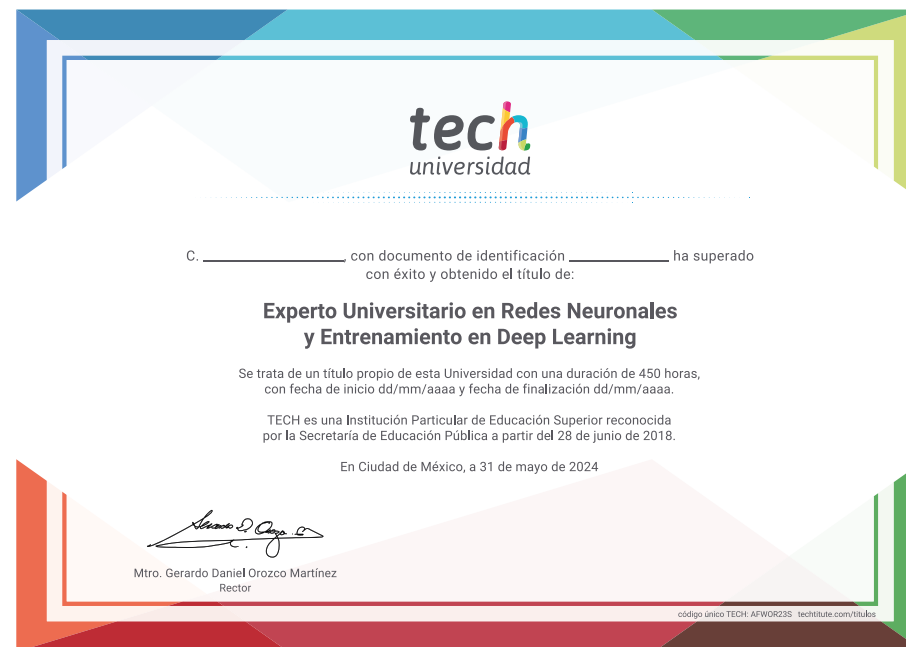 tech
universidad
C. ____________, con documento de identificación ____________ ha superado
con éxito y obtenido el título de:
Experto Universitario en Redes Neuronales
y Entrenamiento en Deep Learning
Se trata de un título propio de esta Universidad con una duración de 450 horas,
con fecha de inicio dd/mm/aaaa y fecha de finalización dd/mm/aaaa.
TECH es una Institución Particular de Educación Superior reconocida
por la Secretaría de Educación Pública a partir del 28 de junio de 2018.
En Ciudad de México, a 31 de mayo de 2024
Mtro. Gerardo Daniel Orozco Martínez
Rector
código único TECH: AFWOR23S techtitute.com/titulos